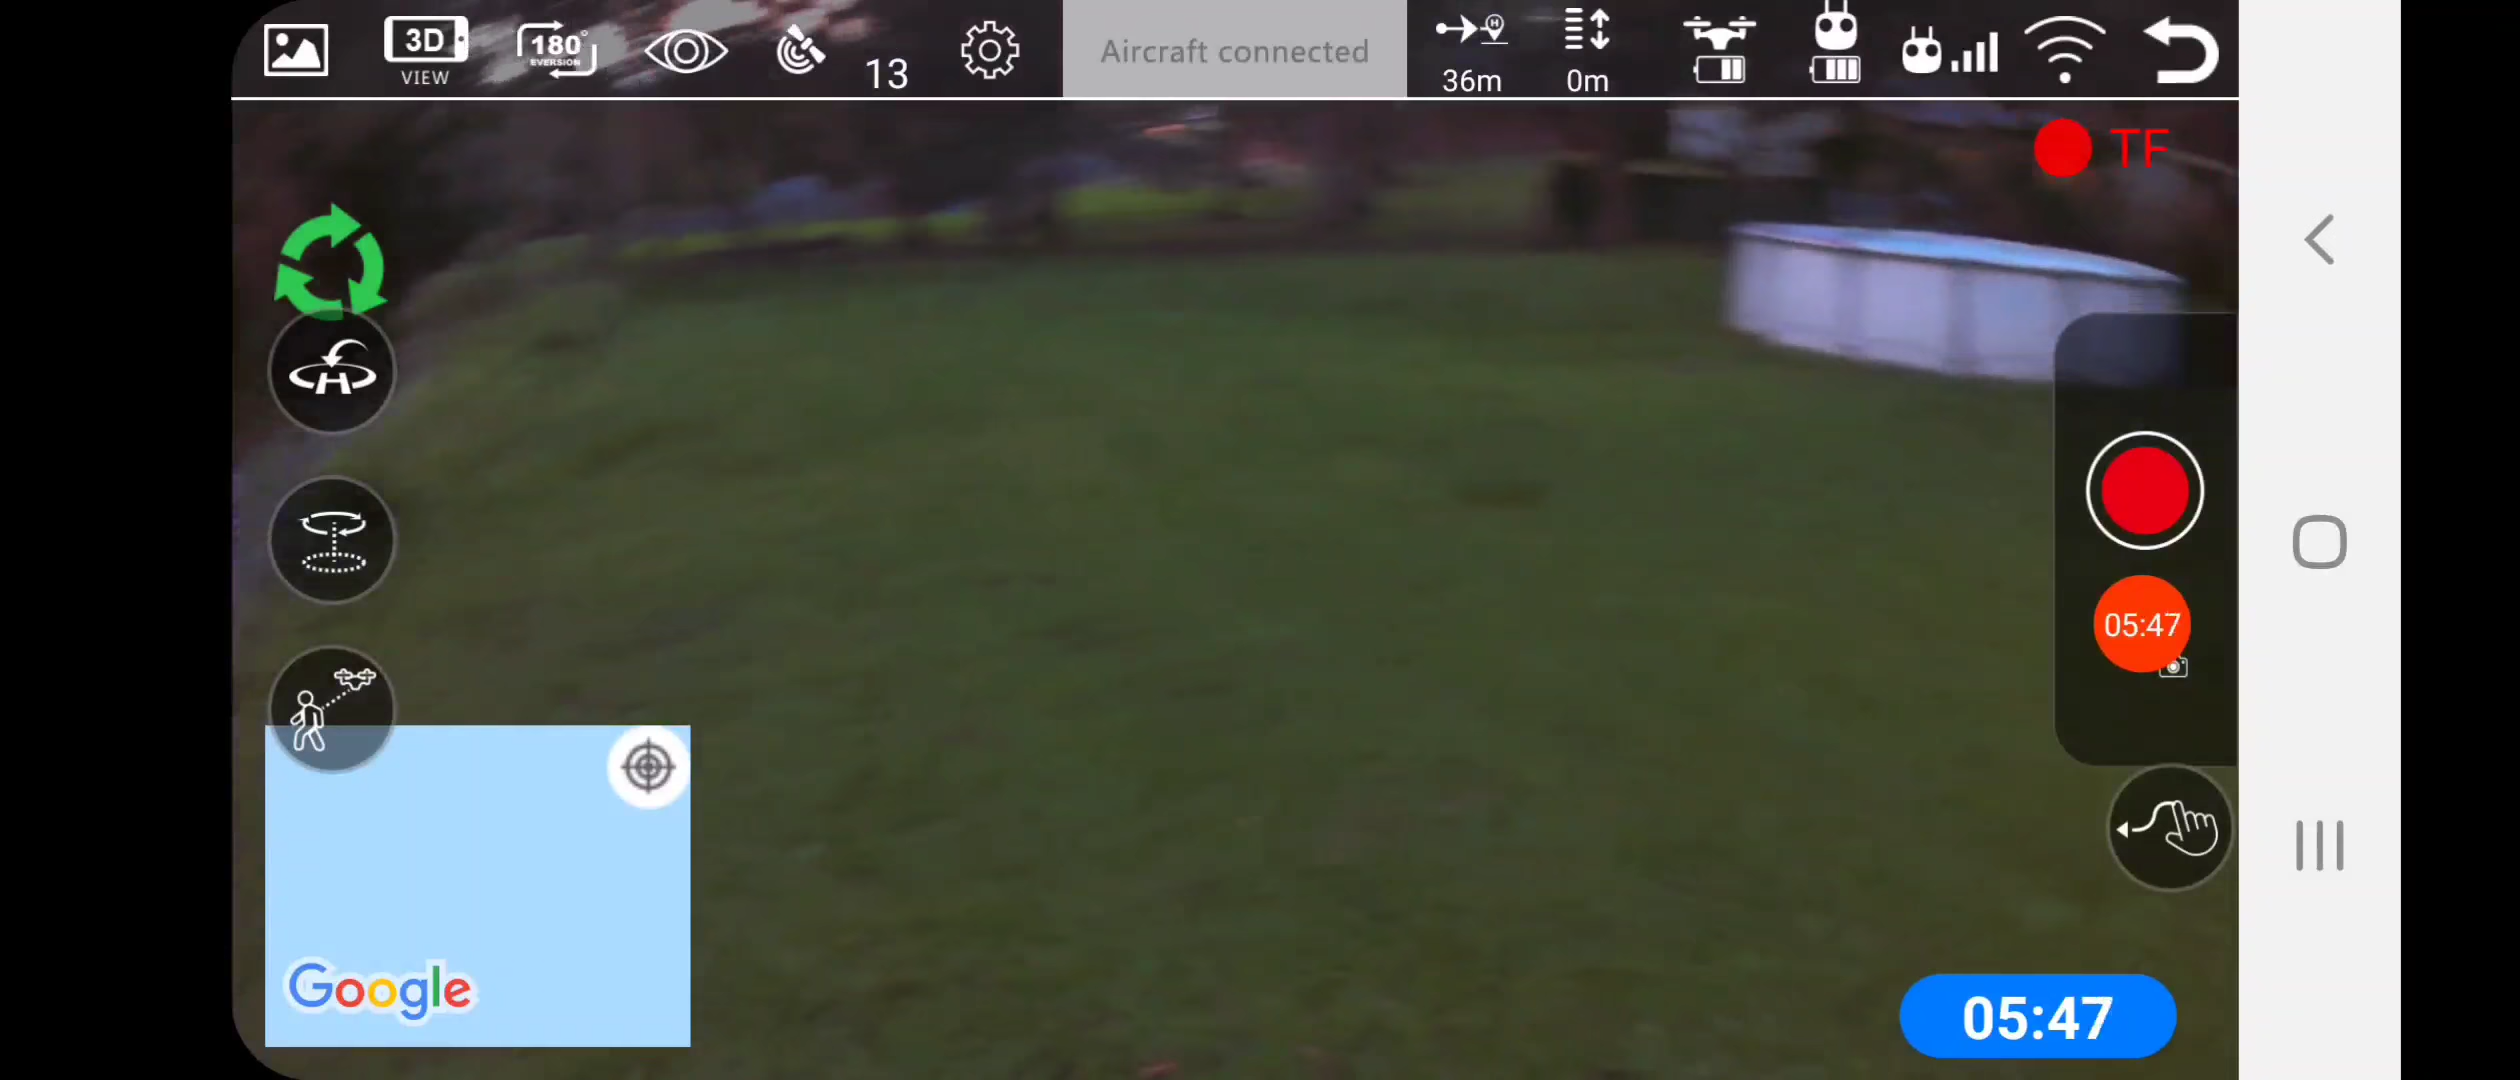 3D
VIEW
180°
EVERSION
13
Aircraft connected
H
36m
0m
TF
H
05:47
Google
05:47